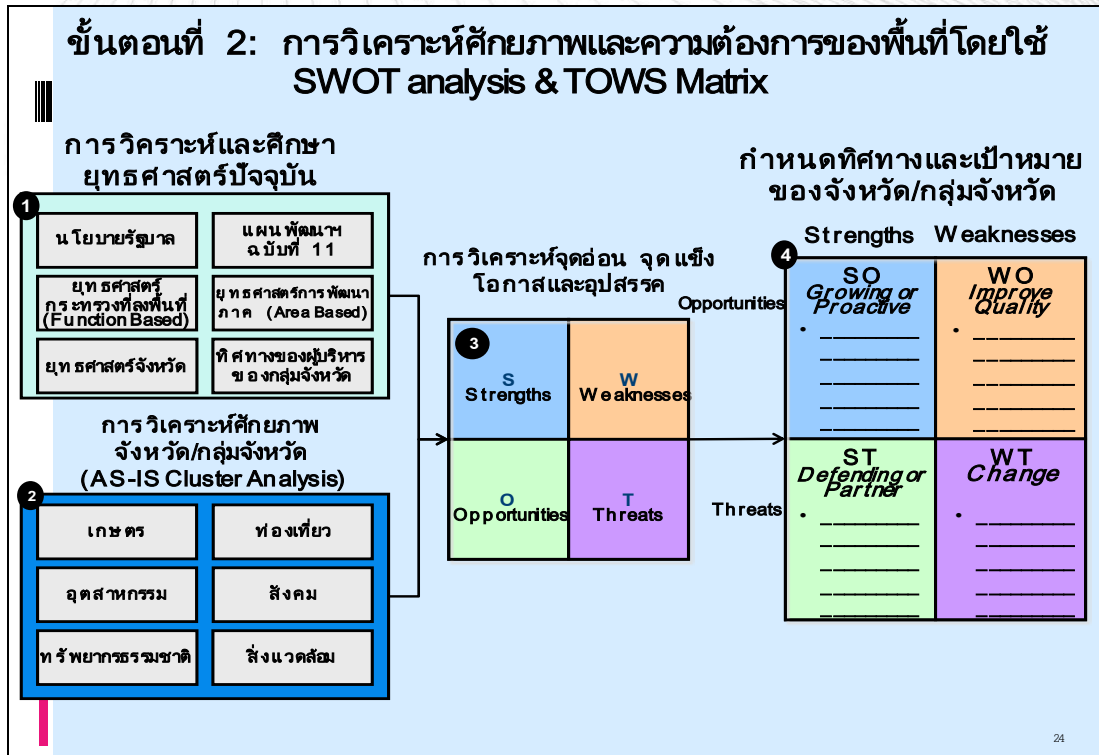 ขั้นตอนที่ 2: การวิเคราะห์ศักยภาพและความต้องการของพื้นที่โดยใช้
SWOT analysis & TOWS Matrix
การวิคราะห์และศึกษา
ยุทธศาสตร์ปัจจุบัน
1
นโยบายรัฐบาล
แผนพัฒนาฯ
ฉบับที่ 11
ยุทธศาสตร์
กระทรวงที่ลงพื้นที่
(Function Based)
ยุทธศาสตร์การพัฒนา
ภาค (Area Based)
ยุทธศาสตร์จังหวัด
ทิศทางของผู้บริหาร
ของกลุ่มจังหวัด
การวิเคราะห์ศักยภาพ
จังหวัด/กลุ่มจังหวัด
(AS-IS Cluster Analysis)
2
เกษตร
ท่องเที่ยว
อุตสาหกรรม
สังคม
ทรัพยากรธรรมชาติ
สิ่งแวดล้อม
การวิเคราะห์จุดอ่อน จุดแข็ง
โอกาสและอุปสรรค
3
S
Strengths
W
Weaknesses
O
Opportunities
T
Threats
กำหนดทิศทางและเป้าหมาย
ของจังหวัด/กลุ่มจังหวัด
Strengths Weaknesses
4
Opportunities
SO
Growing or
Proactive
WO
Improve
Quality
Threats
ST
Defending or
Partner
WT
Change
24